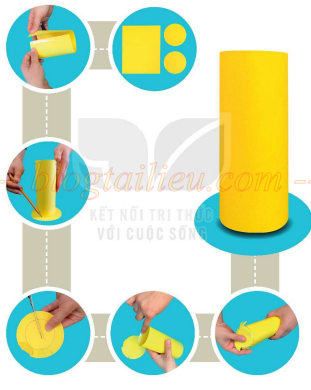 blogtailieu.com
KẾT NỐI TRI THỨC
VỚI CUỘC SỐNG